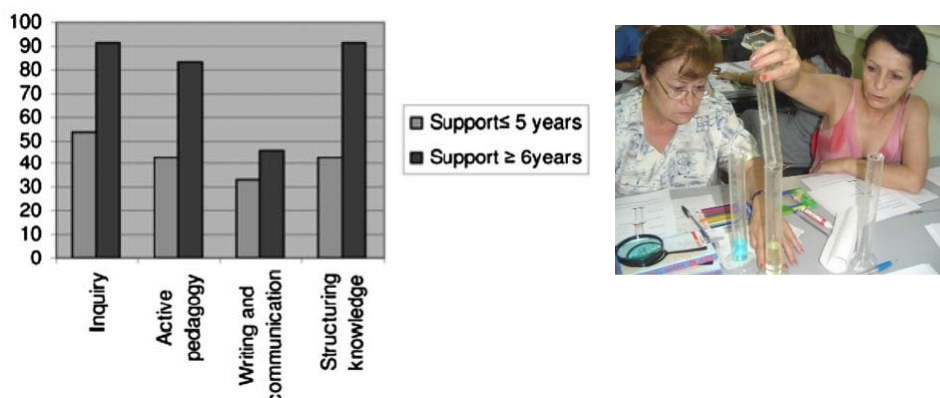 100
90
80
70
60
50
40
30
20
10
0
Inquiry
Active
pedagogy
Writing and
communication
Structuring
knowledge
Support≤ 5 years
Support ≥ 6years